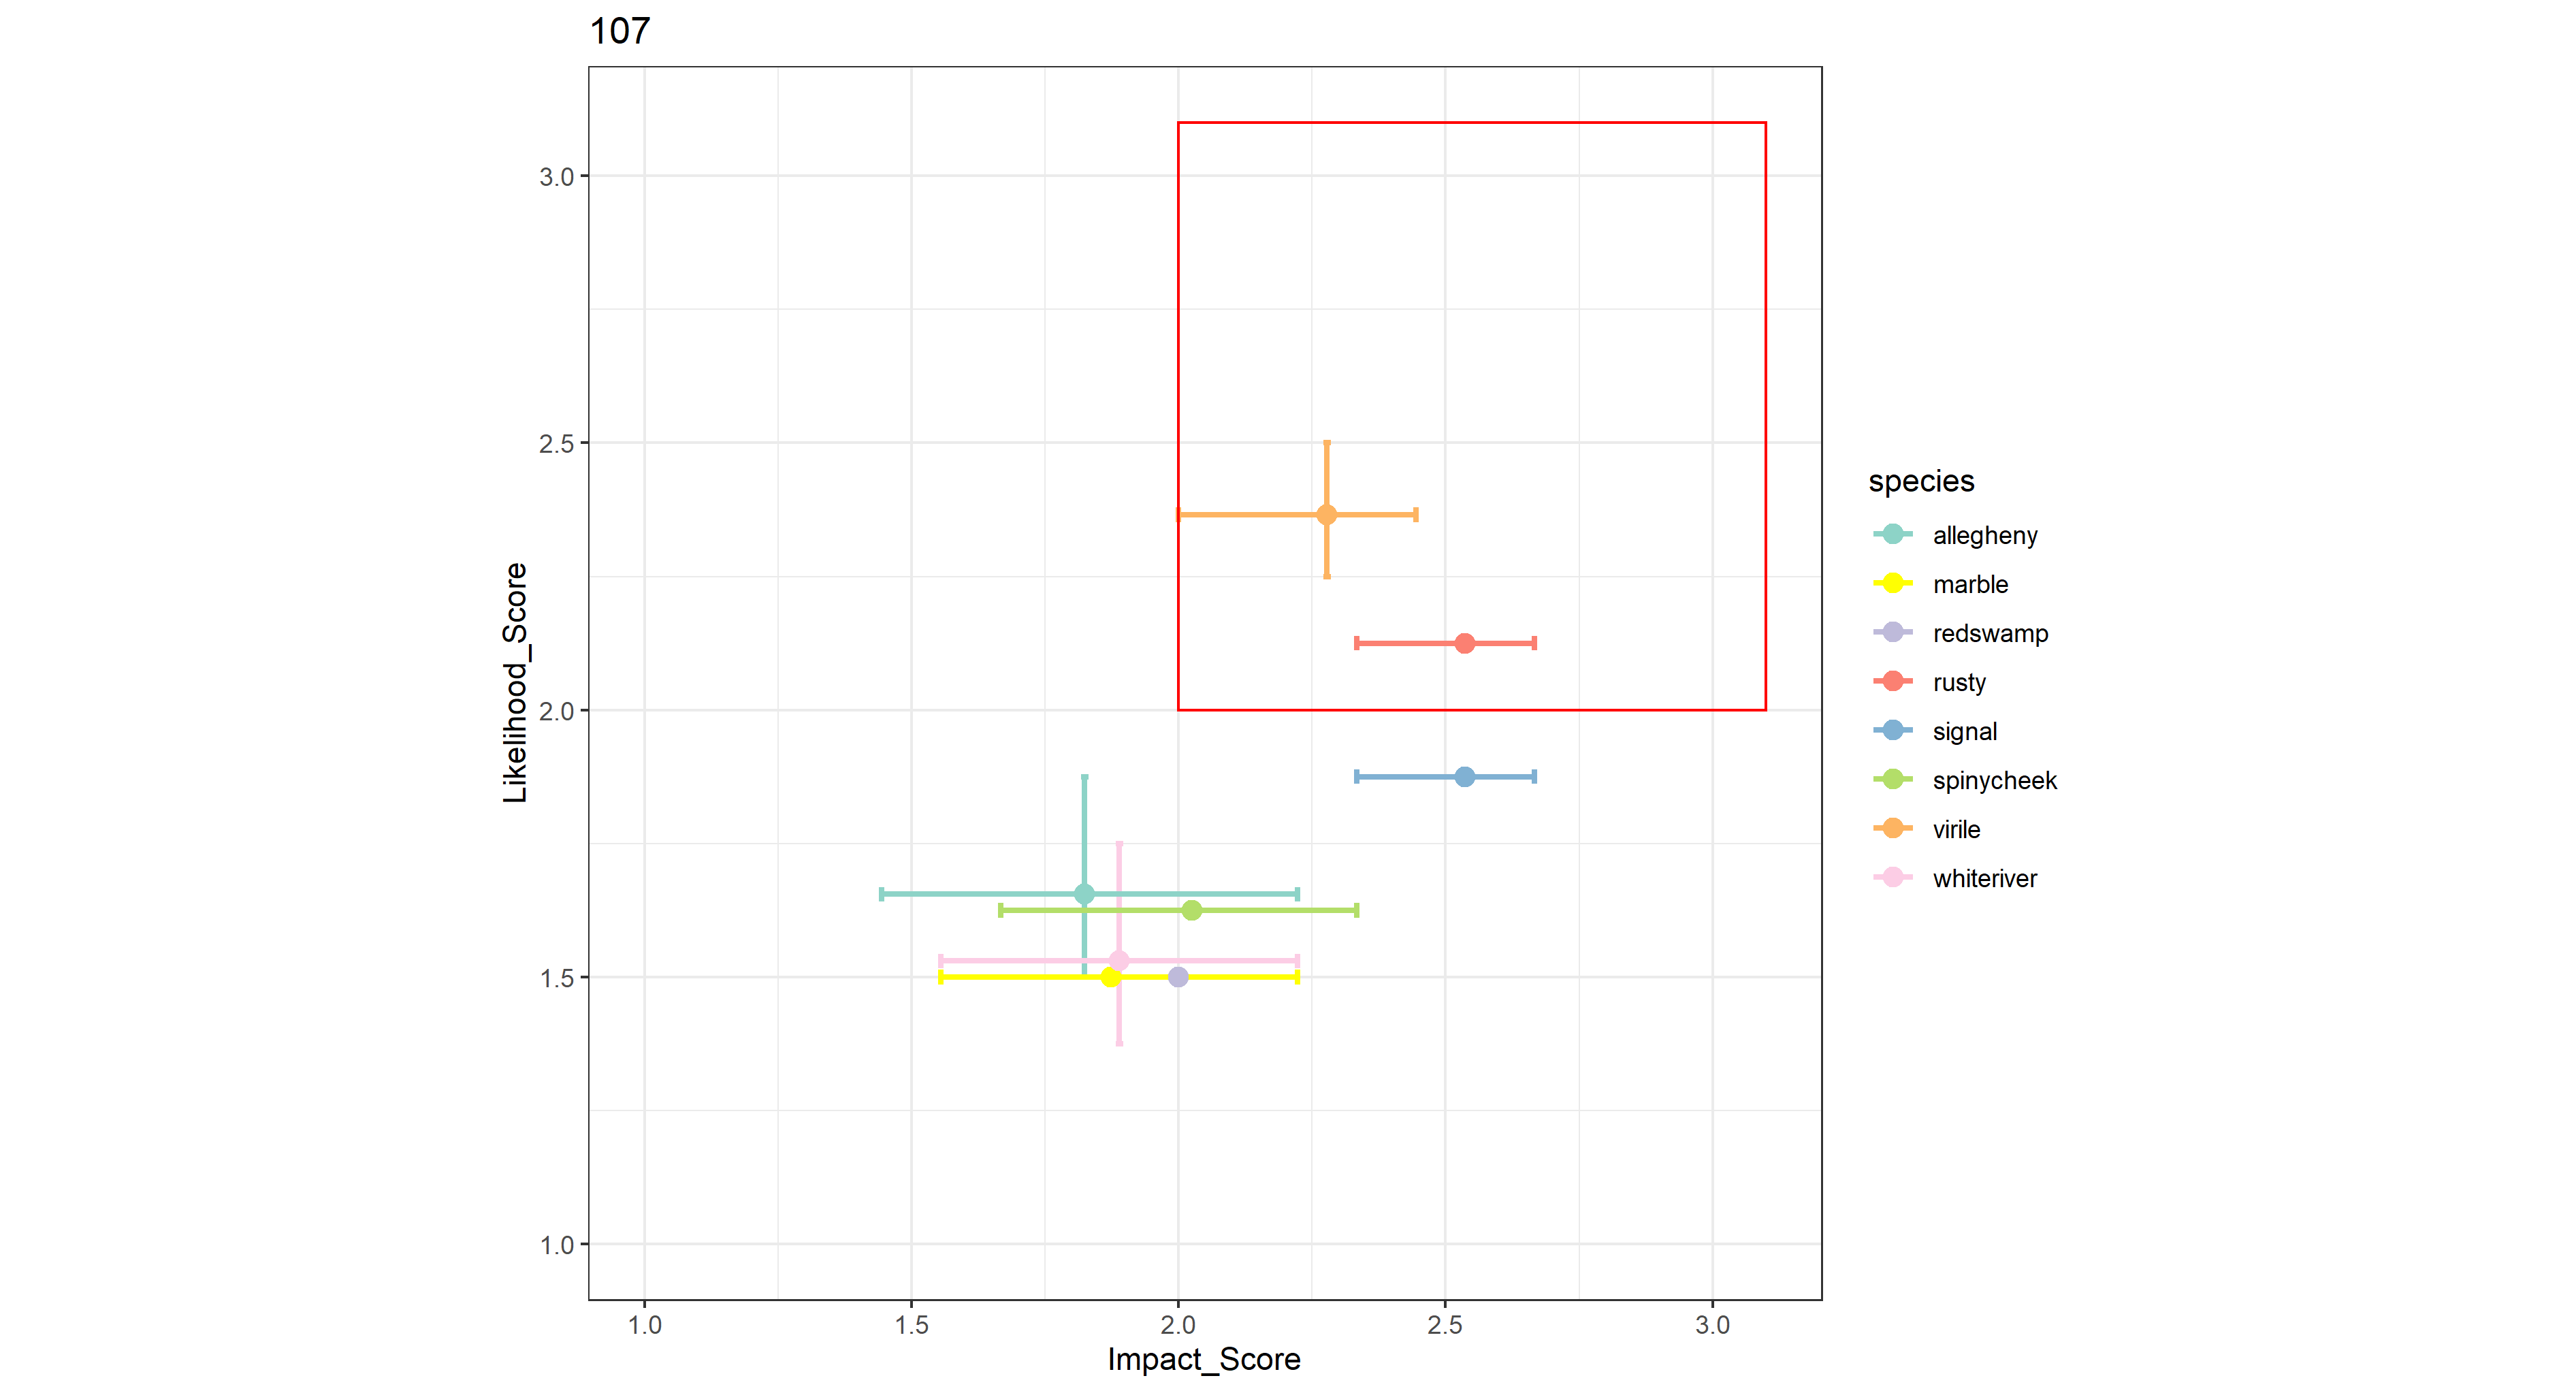 107
3.0
2.5
2.0
1.5
1.0
Likelihood_Score
1.0 1.5 2.0 2.5 3.0
Impact_Score
species
allegheny
marble
redswamp
rusty
signal
spinycheek
virile
whiteriver